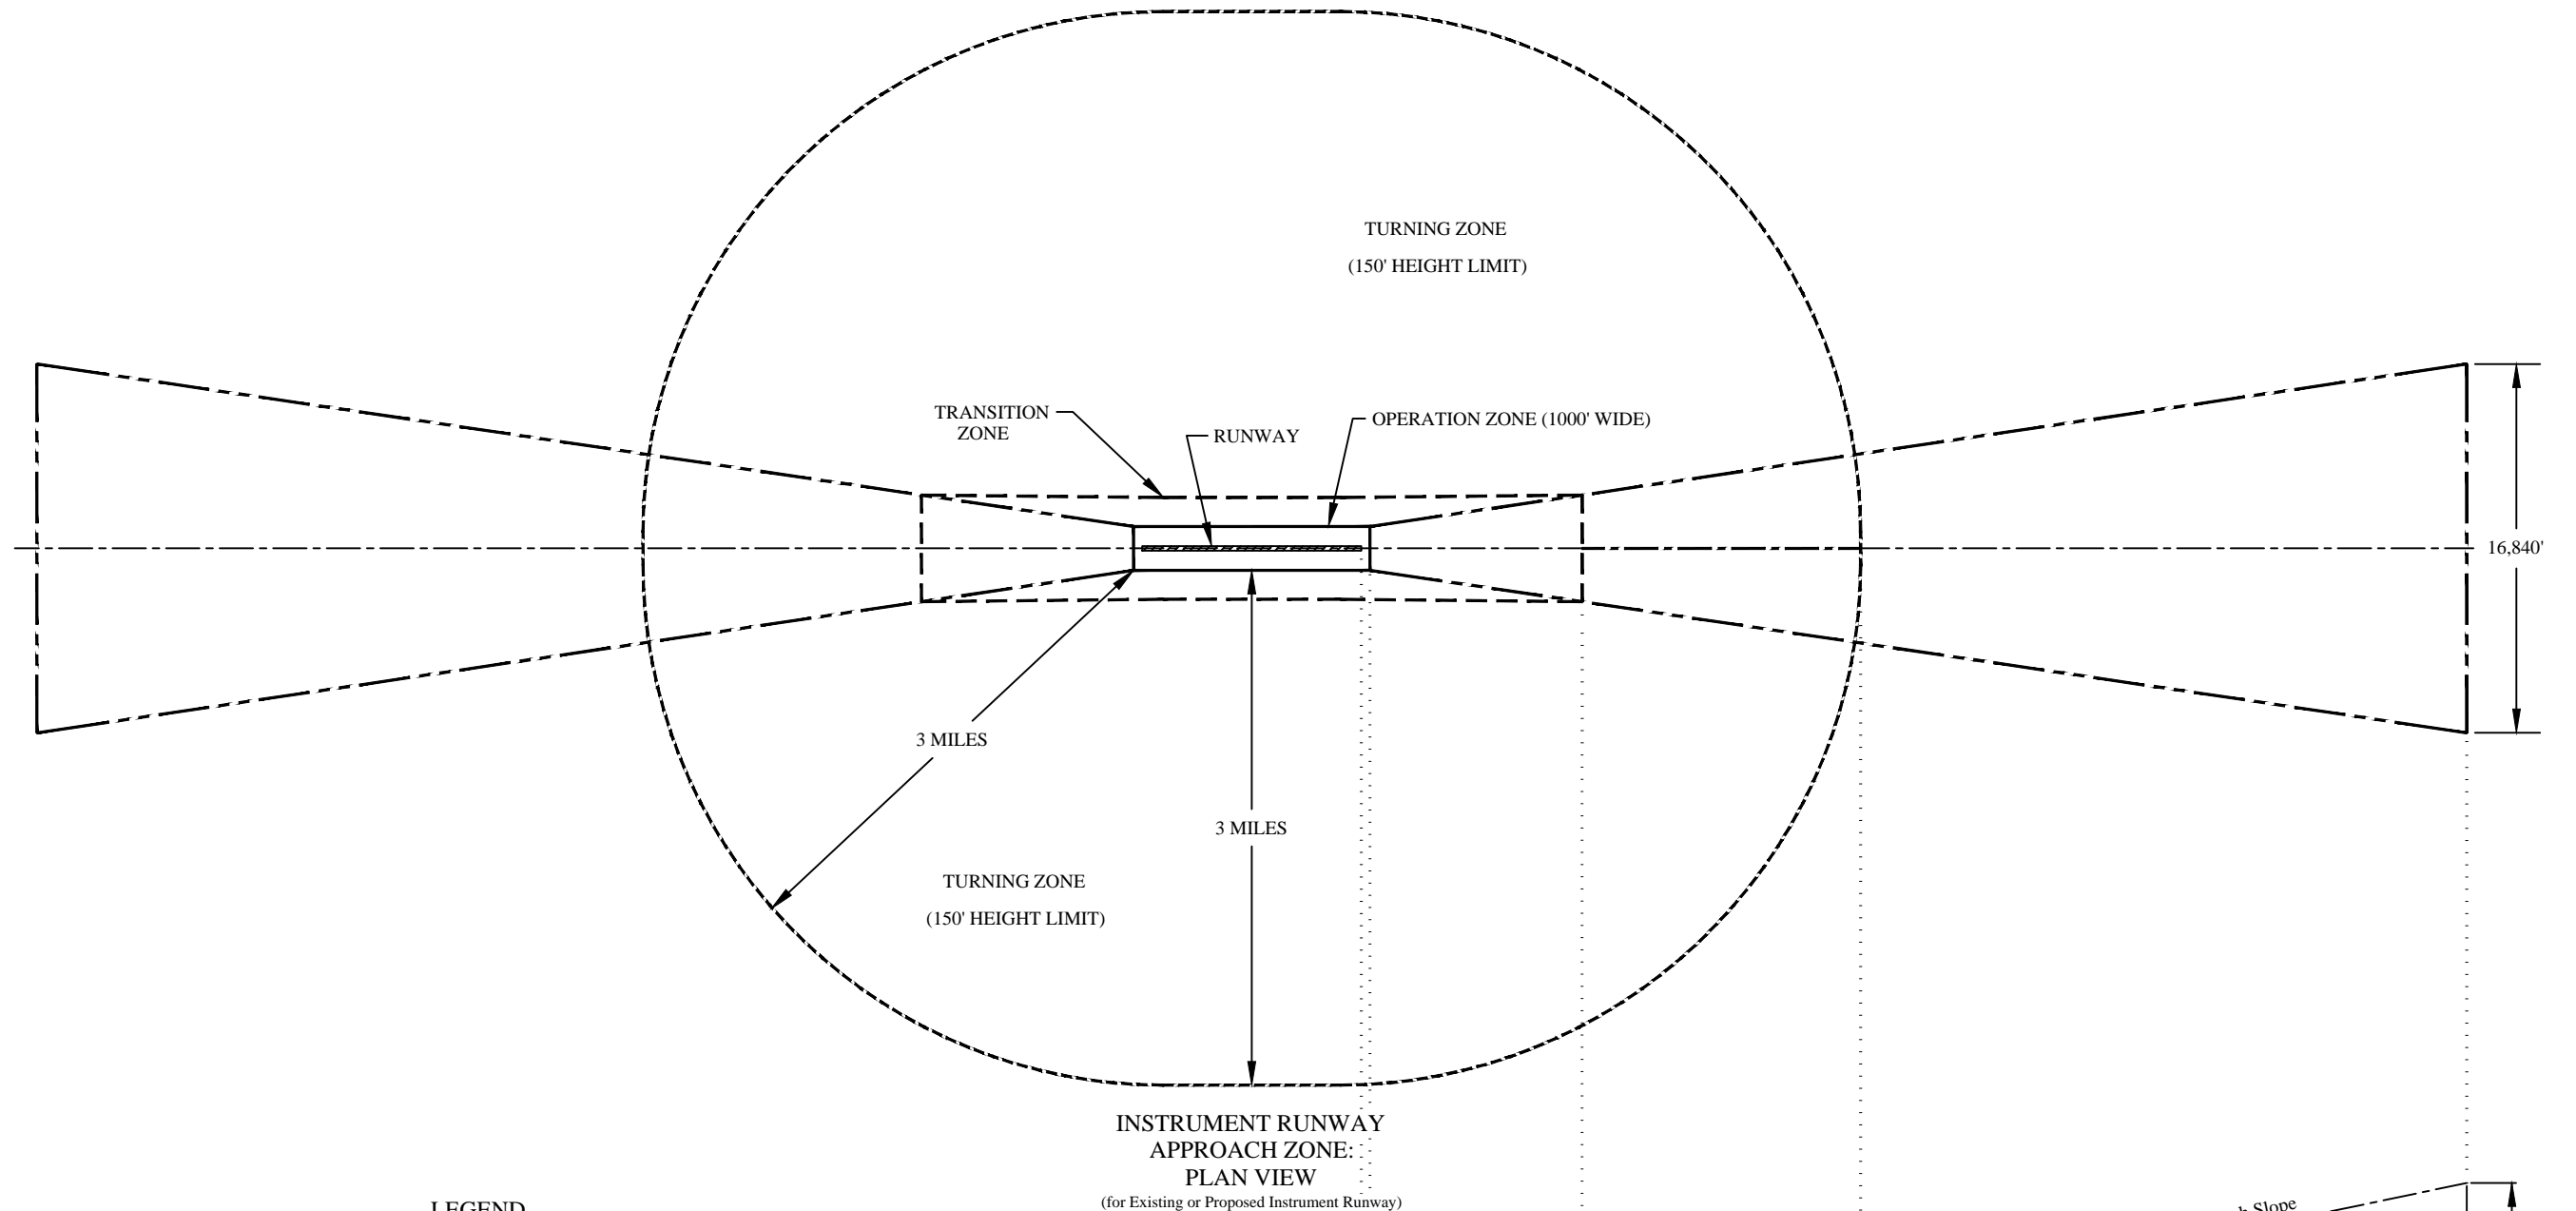 TURNING ZONE
(150' HEIGHT LIMIT)
TRANSITION
ZONE
RUNWAY
OPERATION ZONE (1000' WIDE)
16,840'
3 MILES
3 MILES
TURNING ZONE
(150' HEIGHT LIMIT)
INSTRUMENT RUNWAY
APPROACH ZONE:
PLAN VIEW
(for Existing or Proposed Instrument Runway)
LEGEND
Slope